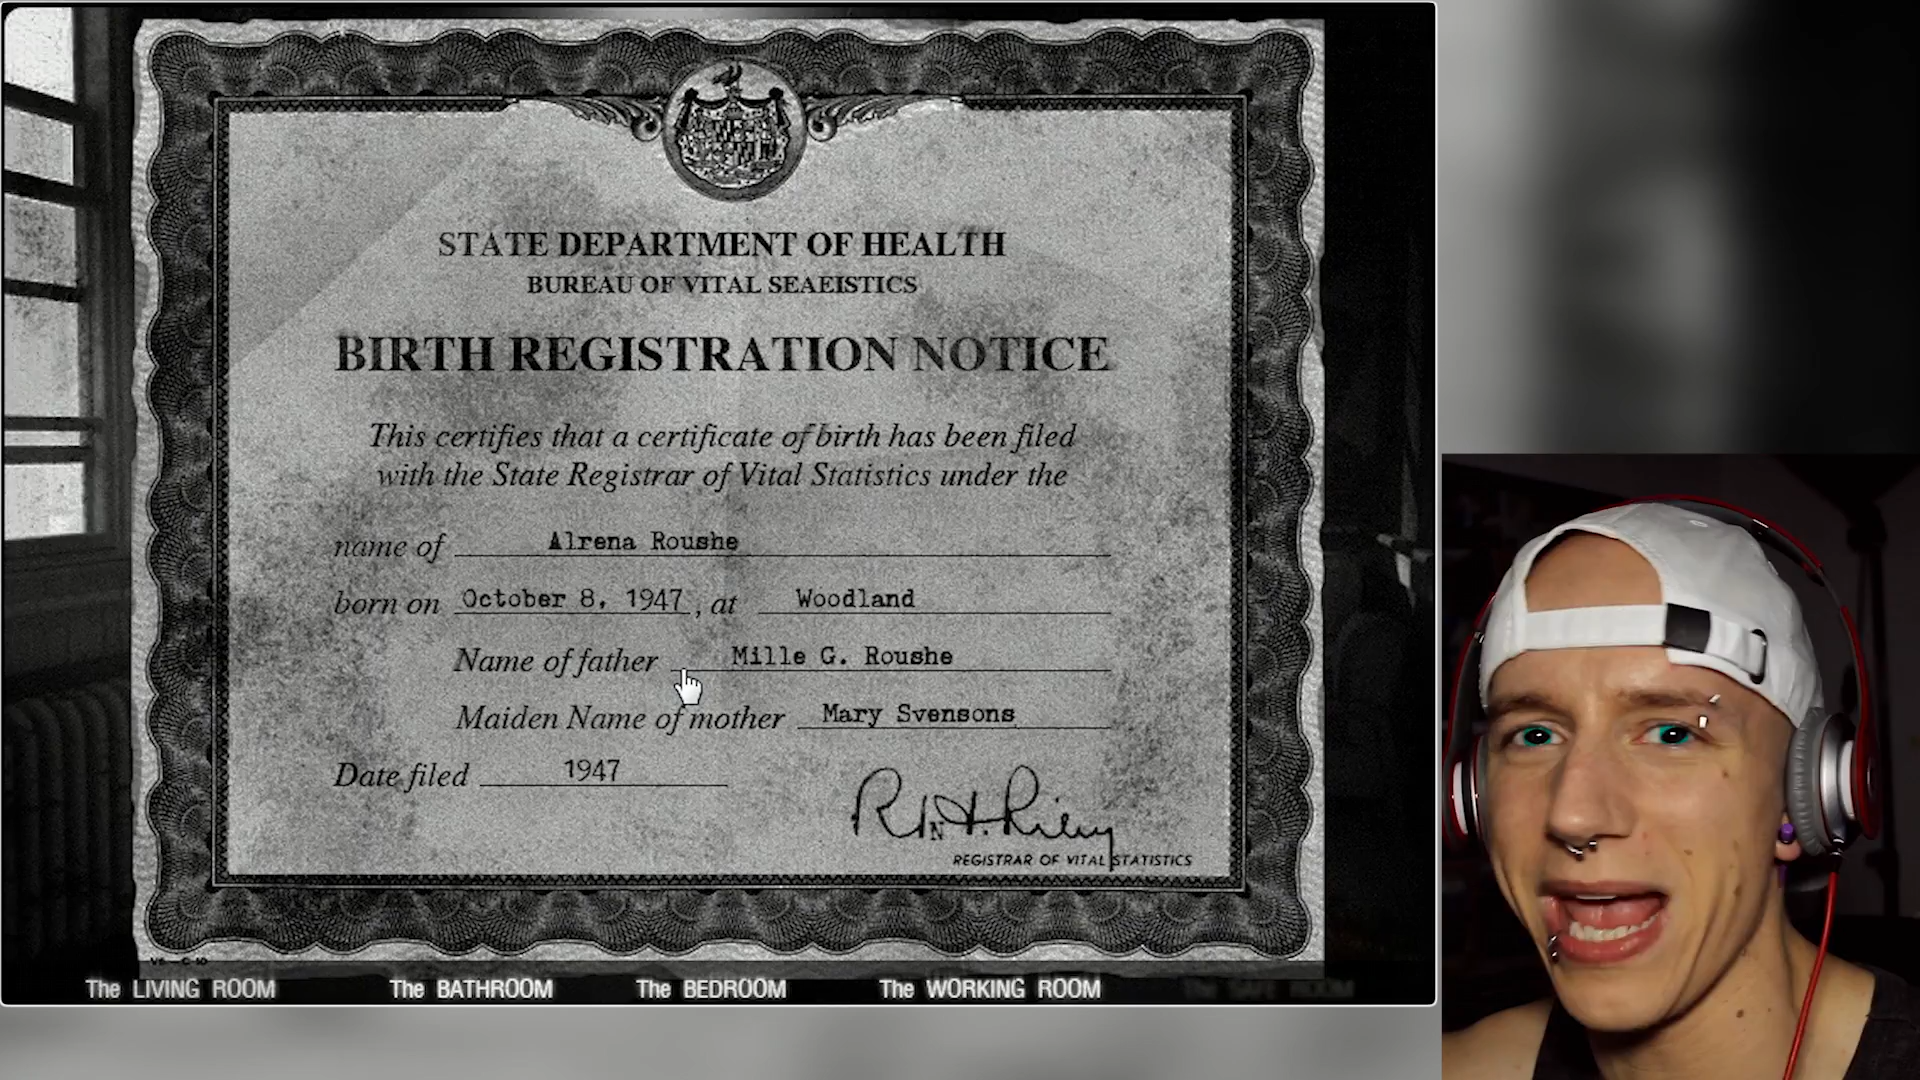 STATE DEPARTMENT OF HEALTH
BUREAU OF VITAL SEAEISTICS
BIRTH REGISTRATION NOTICE
This certifies that a certificate of birth has been filed
with the State Registrar of Vital Statistics under the
name of Alrena Roushe
born on October 8, 1947, at Woodland
Name of father Mille G. Roushe
Maiden Name of mother Mary Svensons
Date filed 1947
REGISTRAR OF VITAL STATISTICS
The LIVING ROOM The BATHROOM The BEDROOM The WORKING ROOM The SAFE ROOM